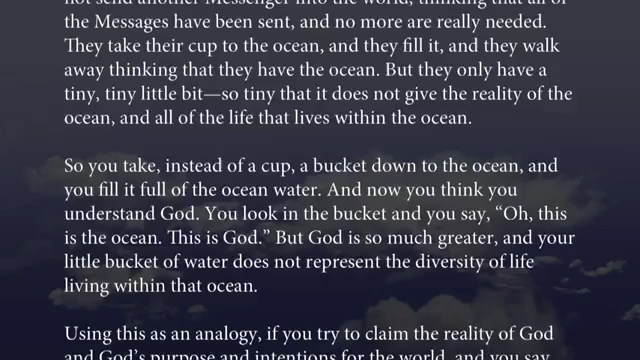 not send another Messenger into the world, thinking that all of
the Messages have been sent, and no more are really needed.
They take their cup to the ocean, and they fill it, and they walk
away thinking that they have the ocean. But they only have a
tiny, tiny little bit—so tiny that it does not give the reality of the
ocean, and all of the life that lives within the ocean.
So you take, instead of a cup, a bucket down to the ocean, and
you fill it full of the ocean water. And now you think you
understand God. You look in the bucket and you say, “Oh, this
is the ocean. This is God.” But God is so much greater, and your
little bucket of water does not represent the diversity of life
living within that ocean.
Using this as an analogy, if you try to claim the reality of God
and God’s purpose and intentions for the world, and you say